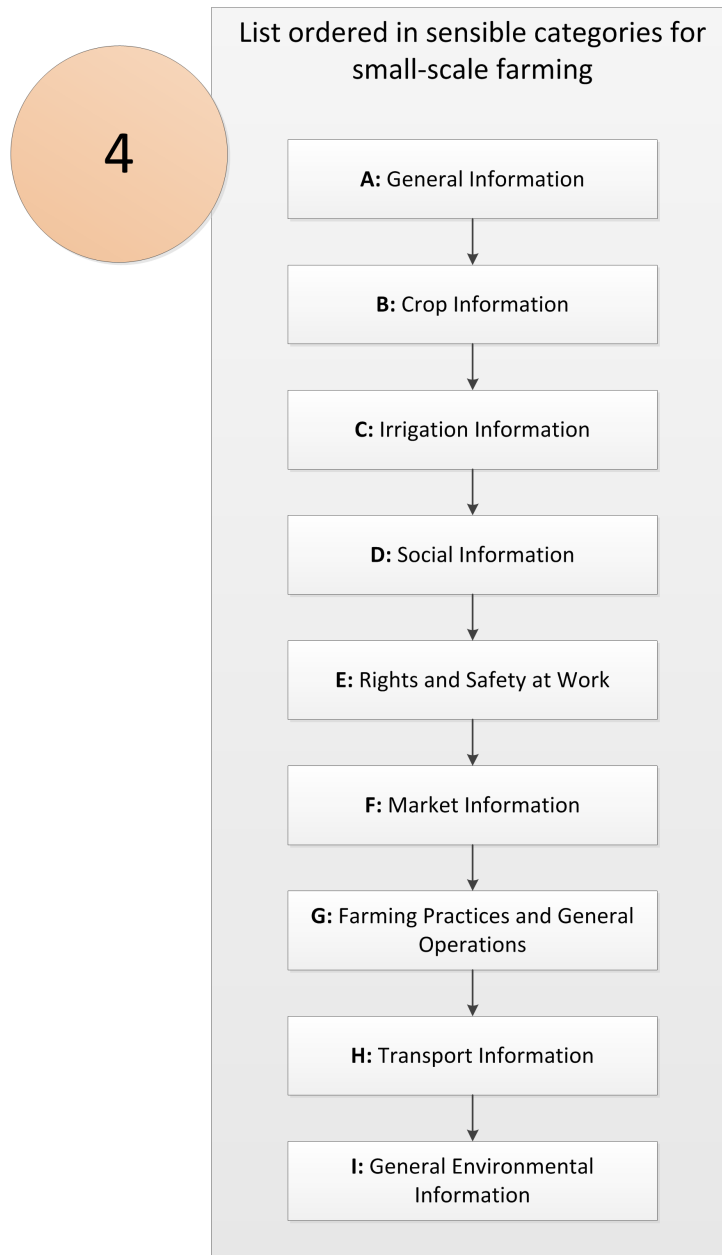 List ordered in sensible categories for
small-scale farming
4
A: General Information
B: Crop Information
C: Irrigation Information
D: Social Information
E: Rights and Safety at Work
F: Market Information
G: Farming Practices and General
Operations
H: Transport Information
I: General Environmental
Information